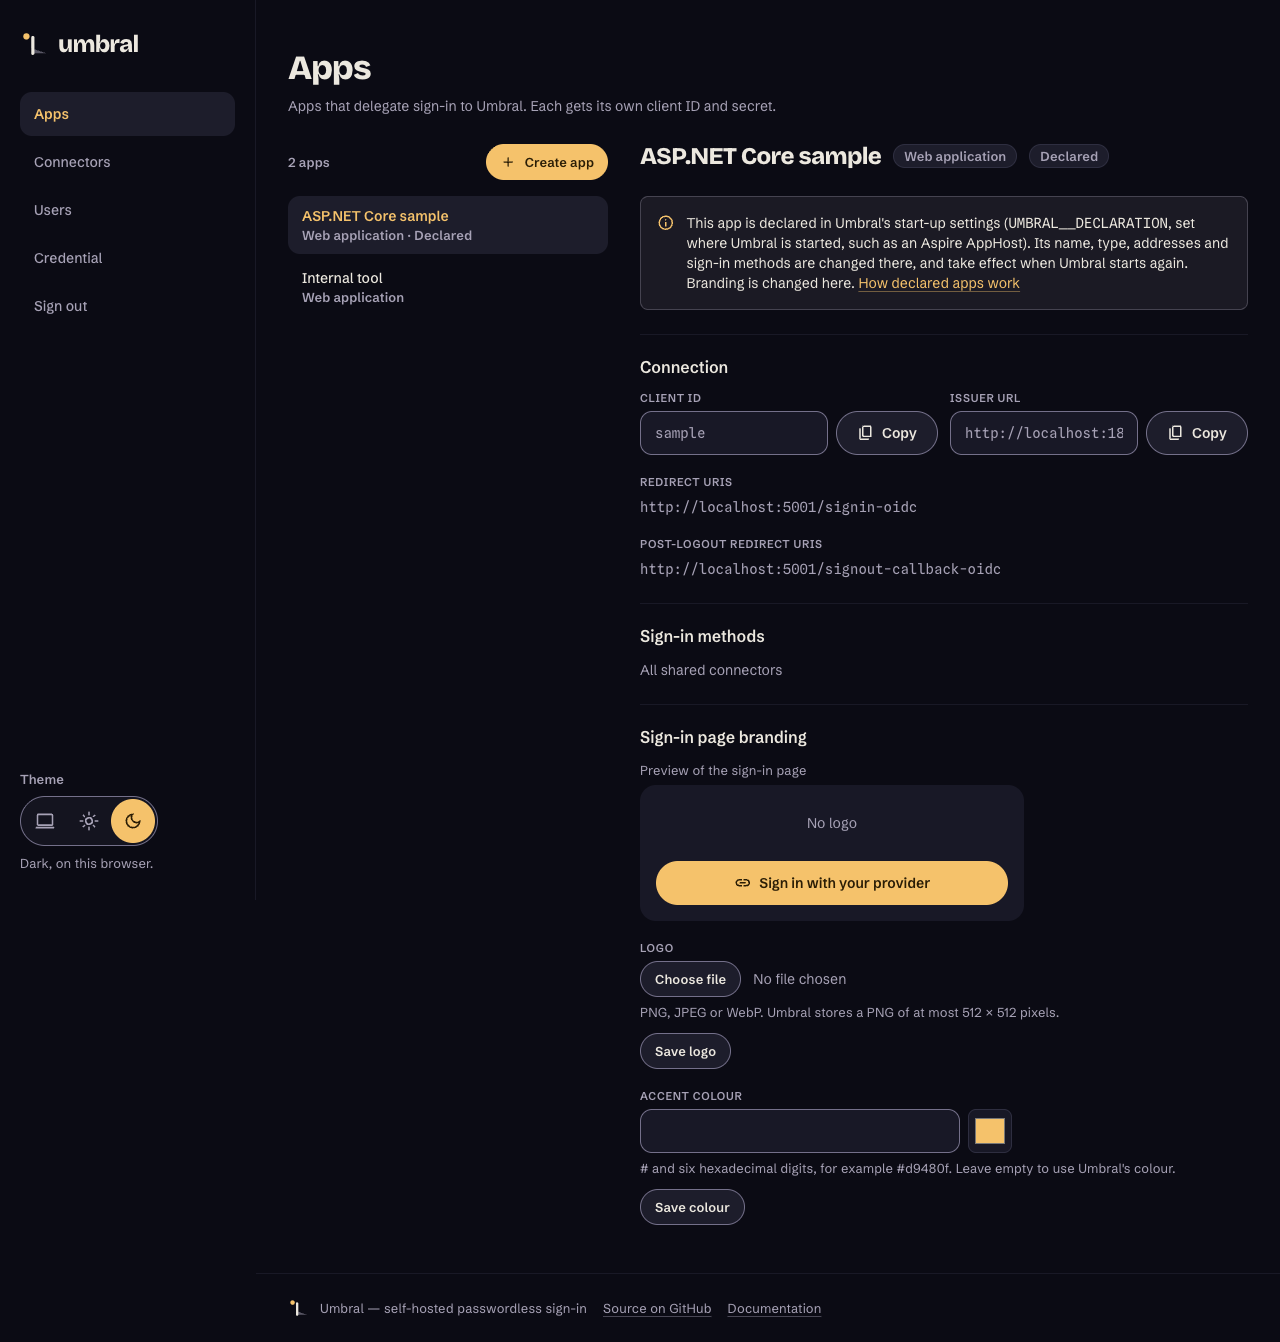 umbral
Apps
Connectors
Users
Credential
Sign out
Theme
Dark, on this browser.
Apps
Apps that delegate sign-in to Umbral. Each gets its own client ID and secret.
2 apps
Create app
ASP.NET Core sample
Web application · Declared
Internal tool
Web application
ASP.NET Core sample
Web application
Declared
This app is declared in Umbral's start-up settings (UMBRAL__DECLARATION, set
where Umbral is started, such as an Aspire AppHost). Its name, type, addresses and
sign-in methods are changed there, and take effect when Umbral starts again.
Branding is changed here. How declared apps work
Connection
CLIENT ID
sample
Copy
ISSUER URL
http://localhost:18
Copy
REDIRECT URIS
http://localhost:5001/signin-oidc
POST-LOGOUT REDIRECT URIS
http://localhost:5001/signout-callback-oidc
Sign-in methods
All shared connectors
Sign-in page branding
Preview of the sign-in page
No logo
Sign in with your provider
LOGO
Choose file
No file chosen
PNG, JPEG or WebP. Umbral stores a PNG of at most 512 × 512 pixels.
Save logo
ACCENT COLOUR
# and six hexadecimal digits, for example #d9480f. Leave empty to use Umbral's colour.
Save colour
Umbral — self-hosted passwordless sign-in
Source on GitHub
Documentation